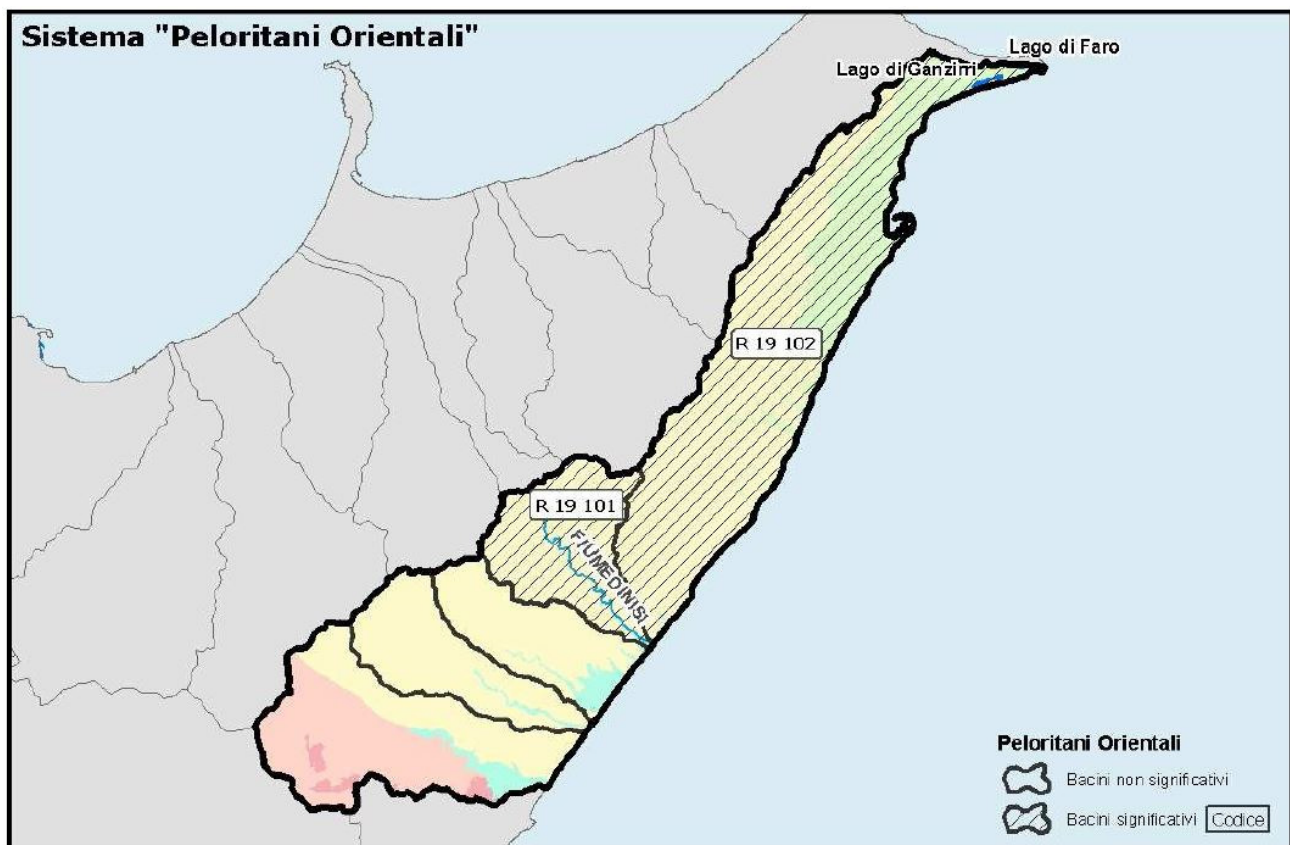 Sistema "Peloritani Orientali"
Lago di Faro
Lago di Ganzirri
R 19 102
R 19 101
FIUMEDINISI
Peloritani Orientali
Bacini non significativi
Bacini significativi Codice